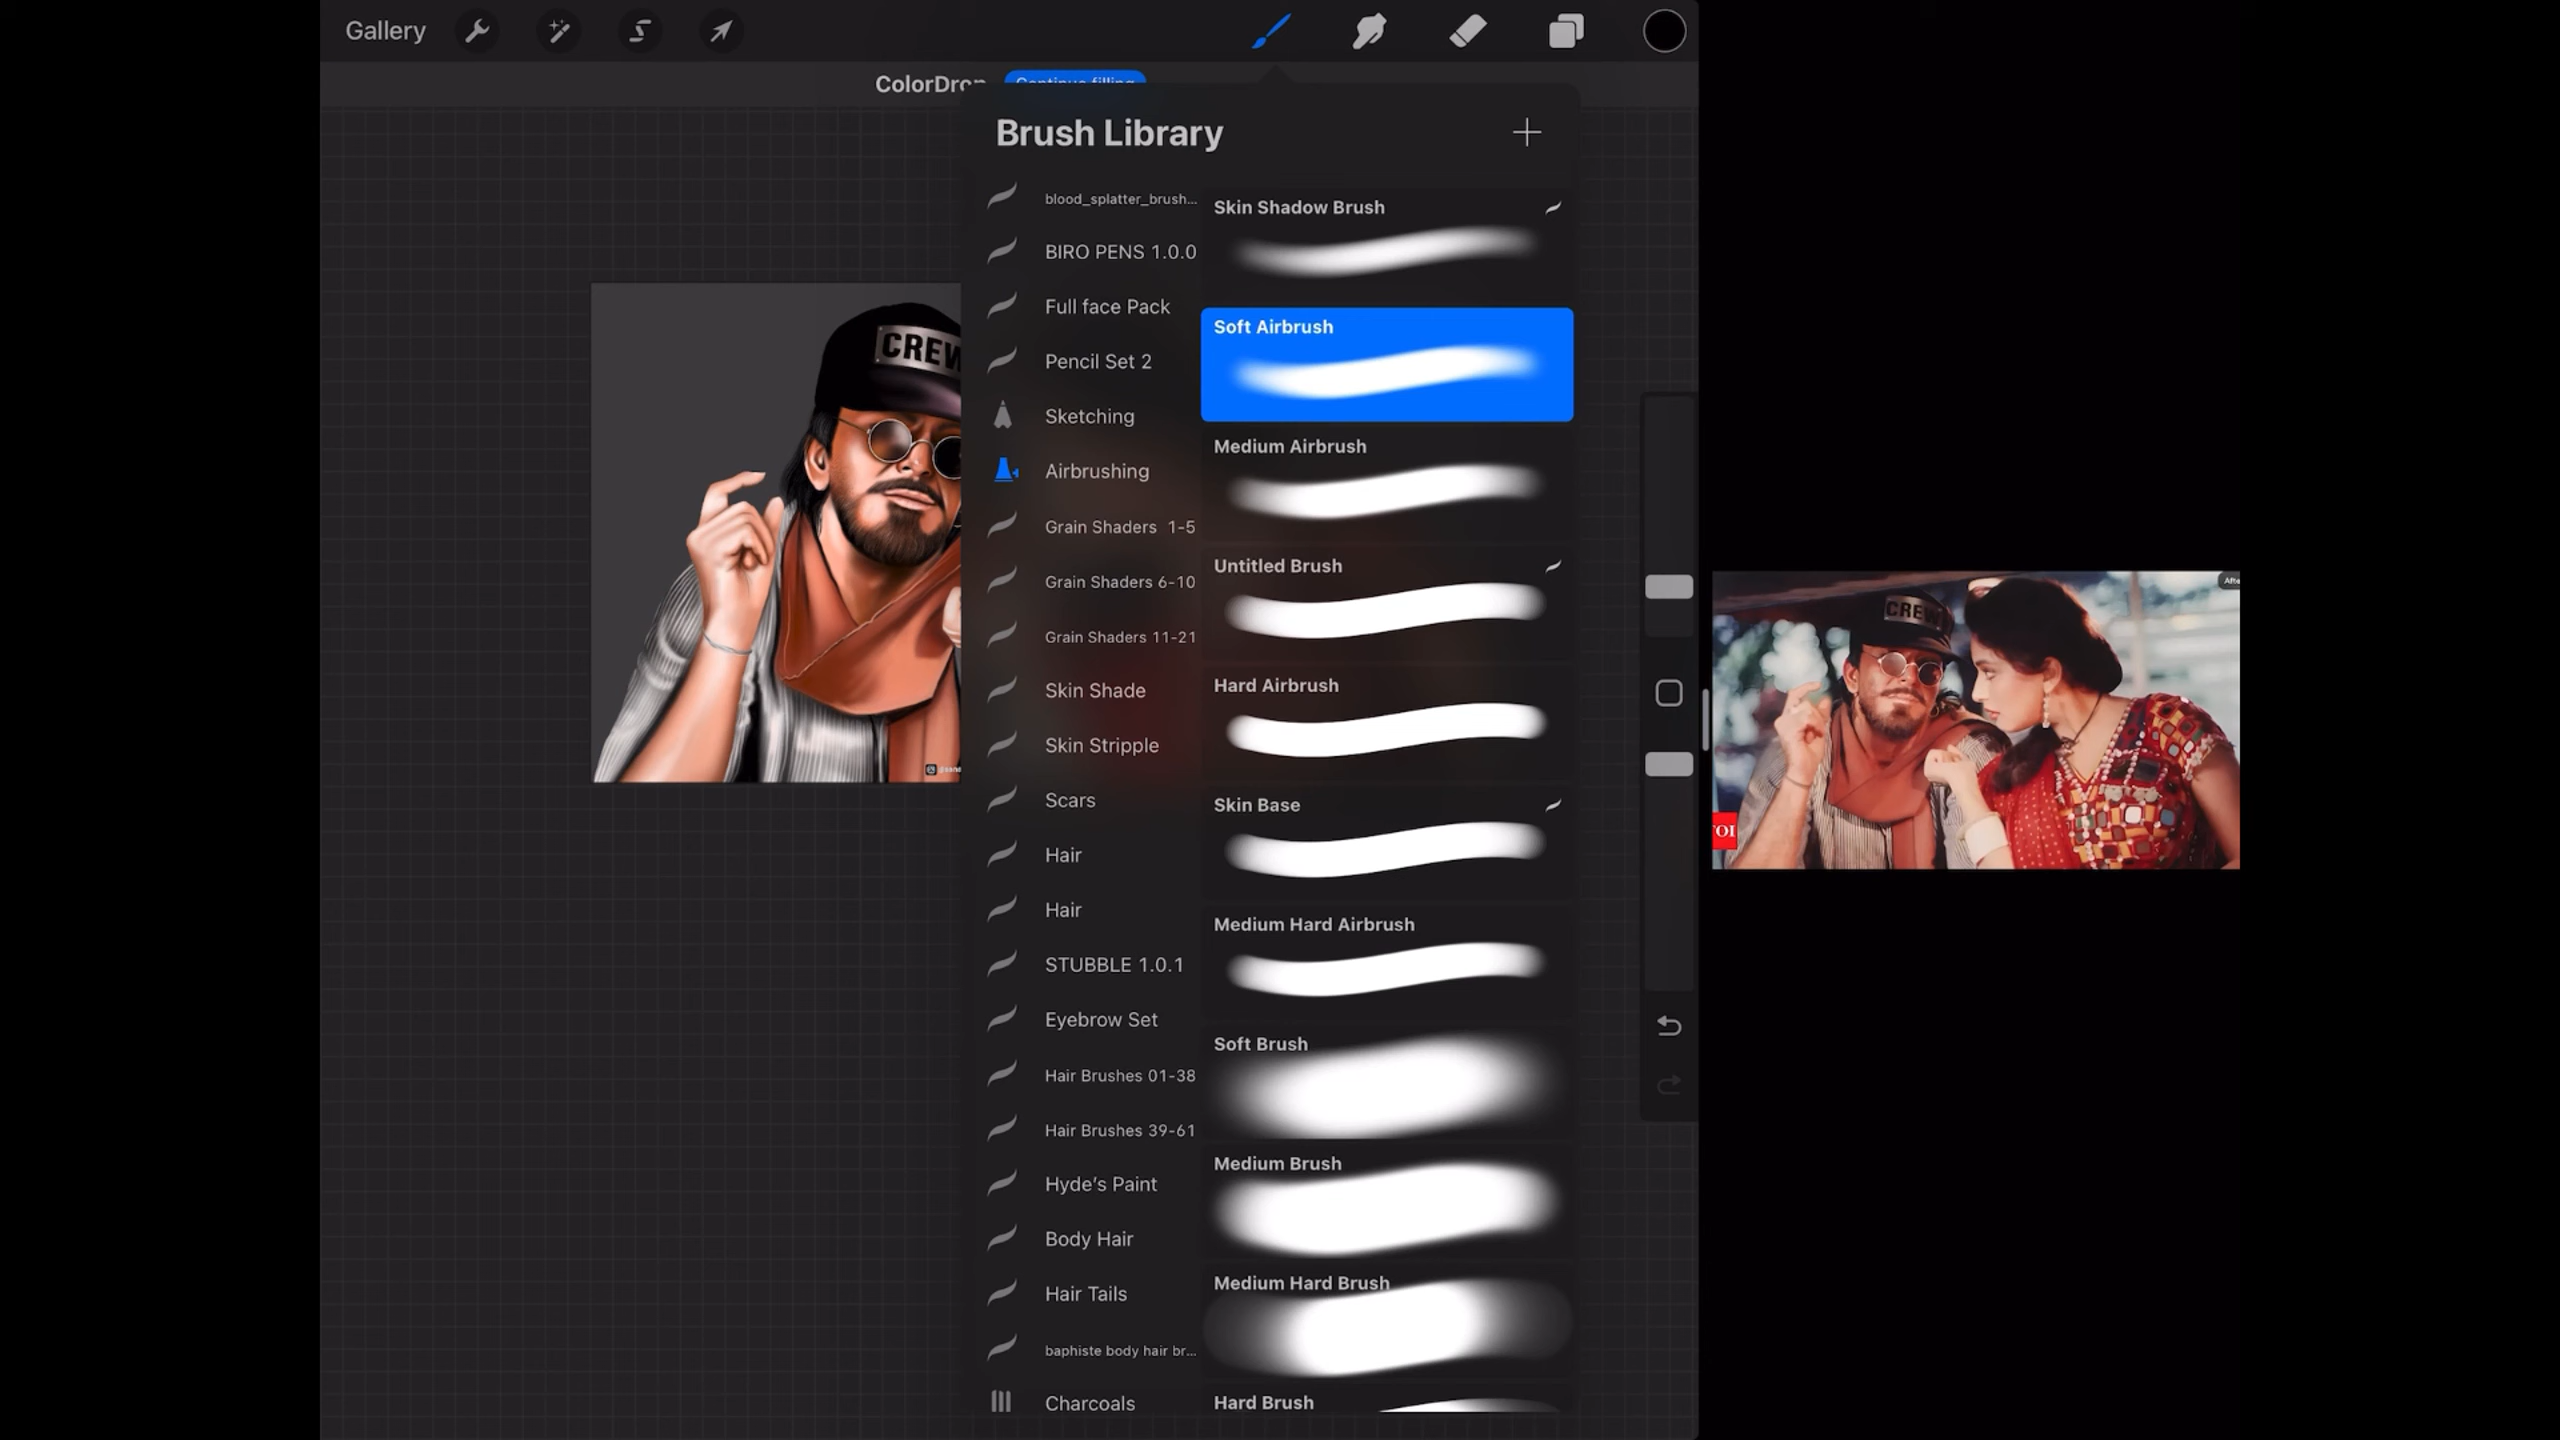 Gallery
ColorDrop
Continue filling
Brush Library
blood_splatter_brush...
BIRO PENS 1.0.0
Full face Pack
Pencil Set 2
Sketching
Airbrushing
Grain Shaders 1-5
Grain Shaders 6-10
Grain Shaders 11-21
Skin Shade
Skin Stripple
Scars
Hair
Hair
STUBBLE 1.0.1
Eyebrow Set
Hair Brushes 01-38
Hair Brushes 39-61
Hyde's Paint
Body Hair
Hair Tails
baphiste body hair br...
Charcoals
Skin Shadow Brush
Soft Airbrush
Medium Airbrush
Untitled Brush
Hard Airbrush
Skin Base
Medium Hard Airbrush
Soft Brush
Medium Brush
Medium Hard Brush
Hard Brush
CREW
CREW
TOI